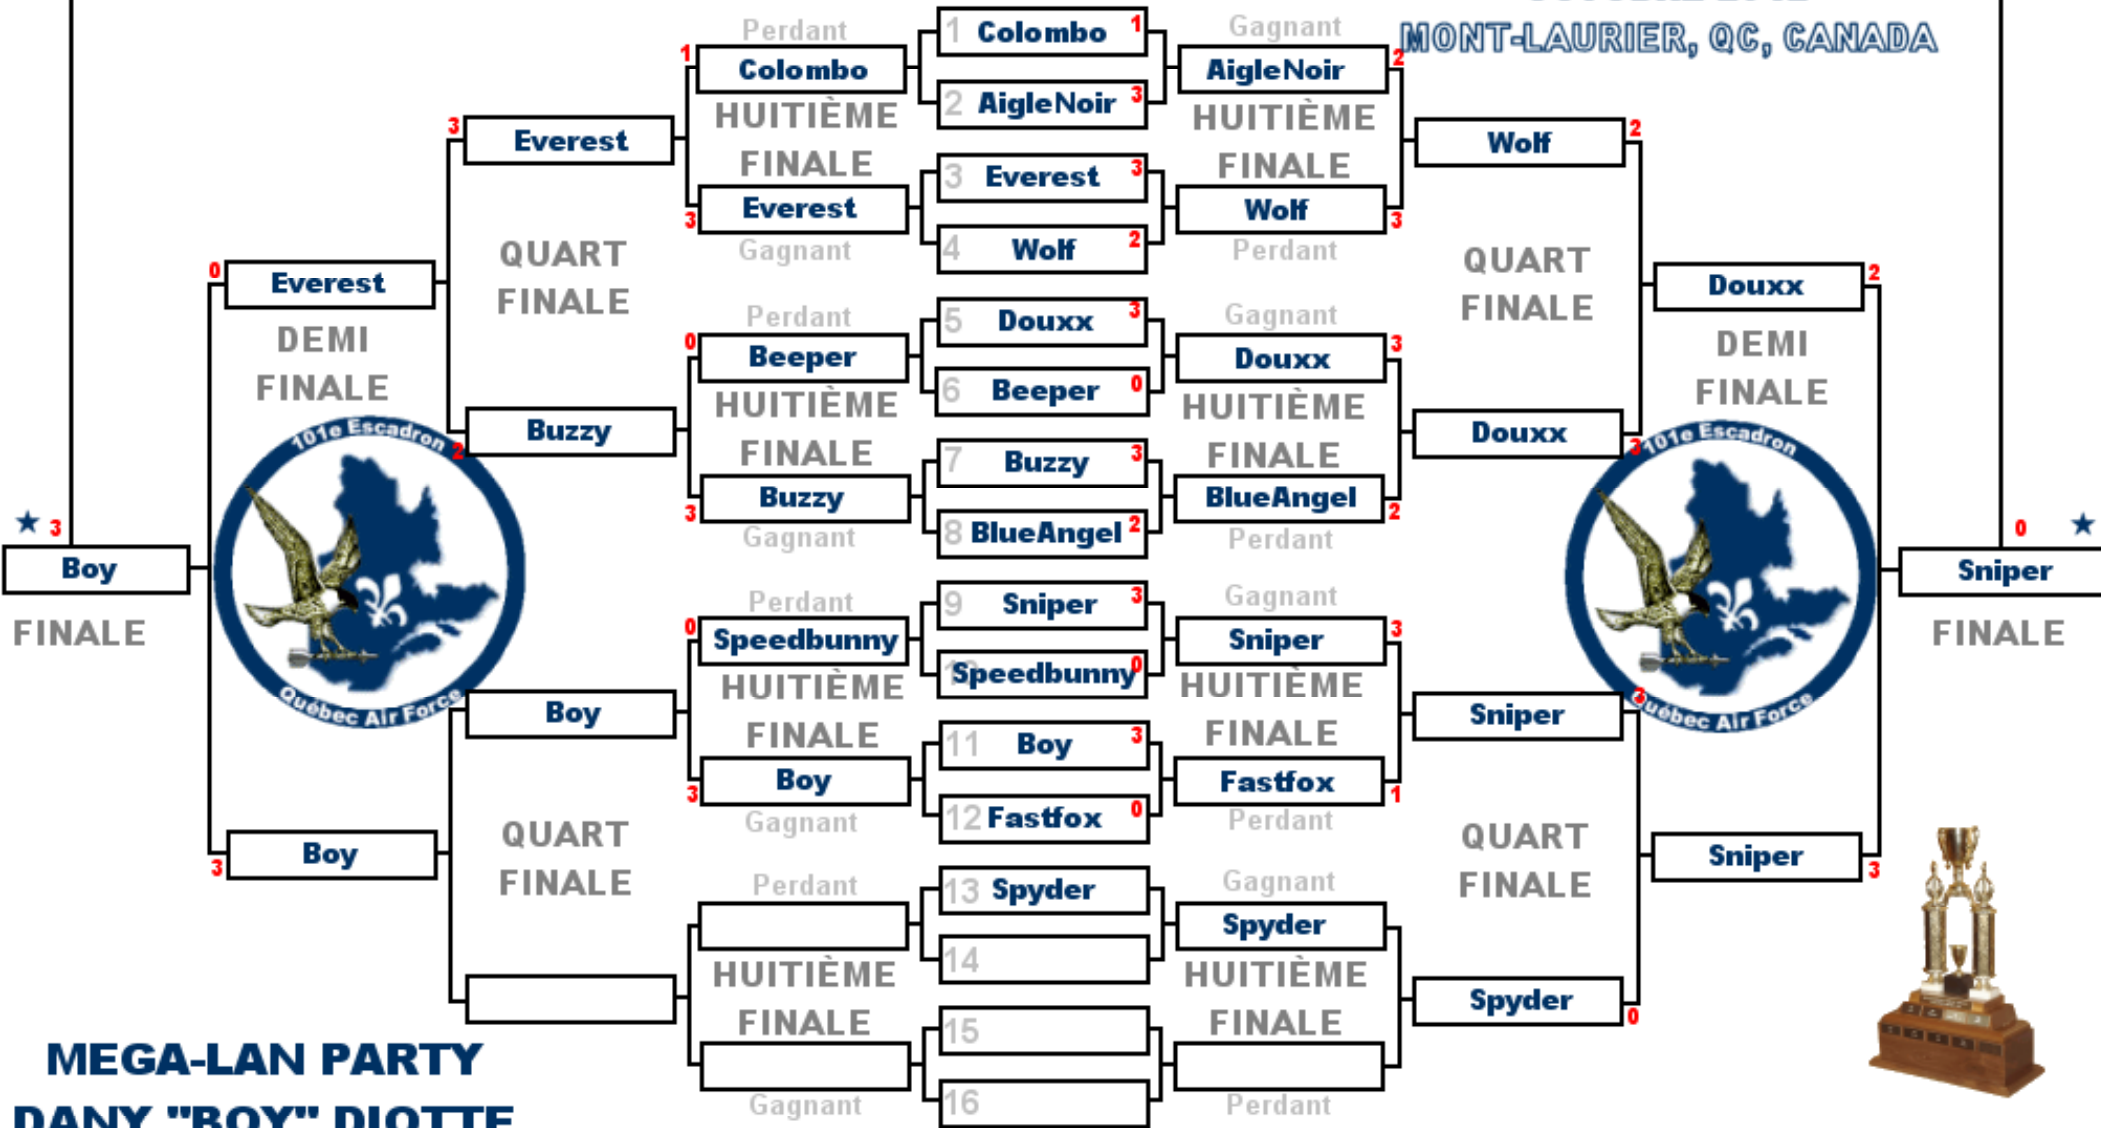 MONT-LAURIER, QC, CANADA
Perdant
1 Colombo 1
Gagnant
1 Colombo
AigleNoir 2
2 AigleNoir 3
HUITIÈME
FINALE
HUITIÈME
FINALE
3 Everest
Wolf 2
3 Everest 3
3 Everest
Wolf 3
Gagnant
4 Wolf 2
Perdant
QUART
FINALE
QUART
FINALE
0 Everest
Douxx 2
DEMI
FINALE
DEMI
FINALE
Perdant
5 Douxx 3
Gagnant
0 Beeper
Douxx 3
6 Beeper 0
HUITIÈME
FINALE
HUITIÈME
FINALE
2 Buzzy
Douxx 3
7 Buzzy 3
3 Buzzy
BlueAngel 2
Gagnant
8 BlueAngel 2
Perdant
101e Escadron
Québec Air Force
101e Escadron
Québec Air Force
★ 3
Boy
FINALE
0 ★
Sniper
FINALE
Perdant
9 Sniper 3
Gagnant
0 Speedbunny
Sniper 3
10 Speedbunny 0
HUITIÈME
FINALE
HUITIÈME
FINALE
Boy
Sniper 3
11 Boy 3
3 Boy
Fastfox 1
Gagnant
12 Fastfox 0
Perdant
QUART
FINALE
QUART
FINALE
3 Boy
Sniper 3
Perdant
13 Spyder
Gagnant
Spyder
14
HUITIÈME
FINALE
HUITIÈME
FINALE
Spyder 0
15
16
Gagnant
Perdant
MEGA-LAN PARTY
DANY "BOY" DIOTTE